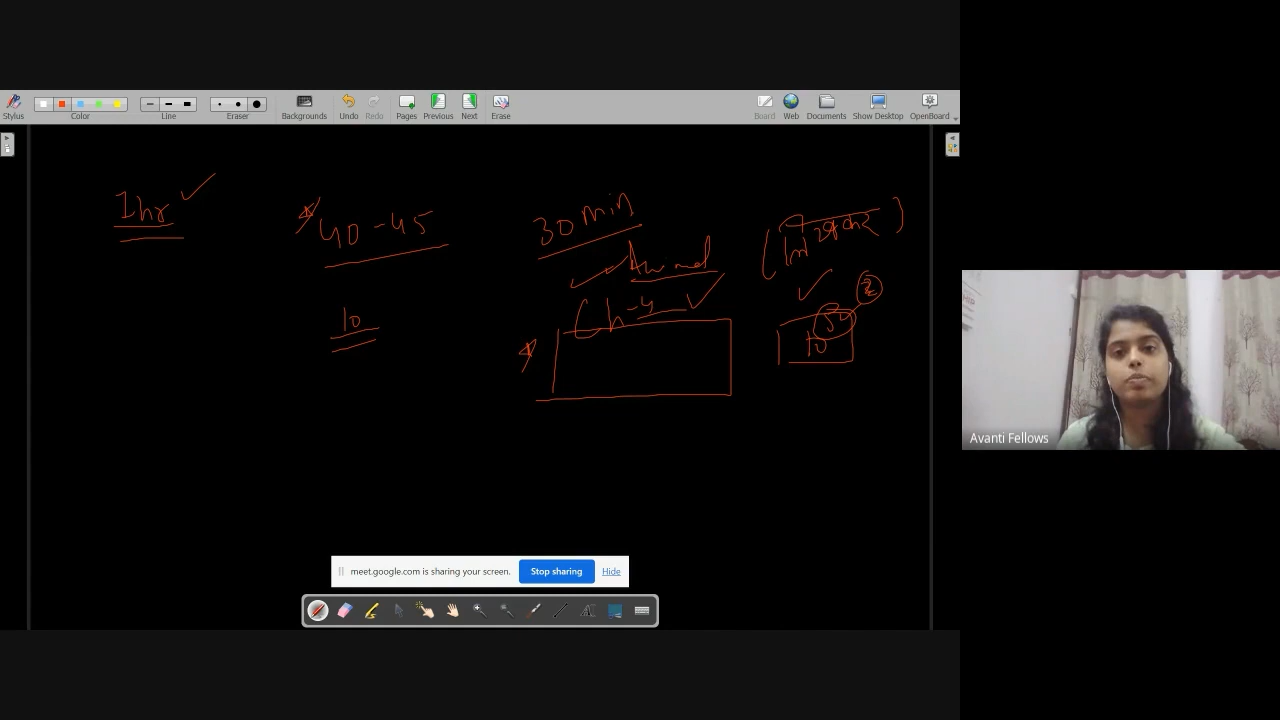 Stylus
Color
Line
Eraser
Backgrounds
Undo
Redo
Pages
Previous
Next
Erase
Board
Web
Documents
Show Desktop
OpenBoard
1hr
40-45
30 min
10
Ch-4
10
2
meet.google.com is sharing your screen.
Stop sharing
Hide
Avanti Fellows